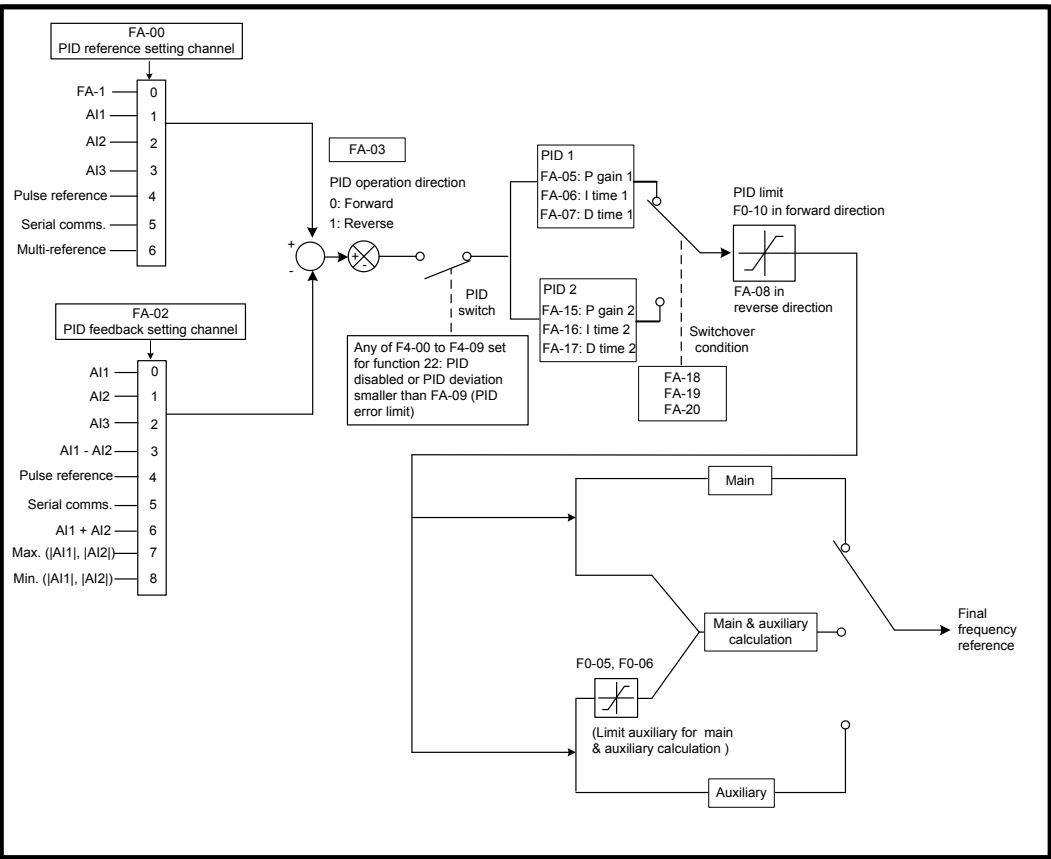 FA-00
PID reference setting channel
FA-1
0
AI1
1
AI2
2
AI3
3
Pulse reference
4
Serial comms.
5
Multi-reference
6
FA-02
PID feedback setting channel
AI1
0
AI2
1
AI3
2
AI1 - AI2
3
Pulse reference
4
Serial comms.
5
AI1 + AI2
6
Max. (|AI1|, |AI2|)
7
Min. (|AI1|, |AI2|)
8
+
-
FA-03
PID operation direction
0: Forward
1: Reverse
+
-
PID
switch
Any of F4-00 to F4-09 set
for function 22: PID
disabled or PID deviation
smaller than FA-09 (PID
error limit)
PID 1
FA-05: P gain 1
FA-06: I time 1
FA-07: D time 1
PID 2
FA-15: P gain 2
FA-16: I time 2
FA-17: D time 2
Switchover
condition
FA-18
FA-19
FA-20
PID limit
F0-10 in forward direction
FA-08 in
reverse direction
Main
Main & auxiliary
calculation
F0-05, F0-06
(Limit auxiliary for main
& auxiliary calculation )
Auxiliary
Final
frequency
reference